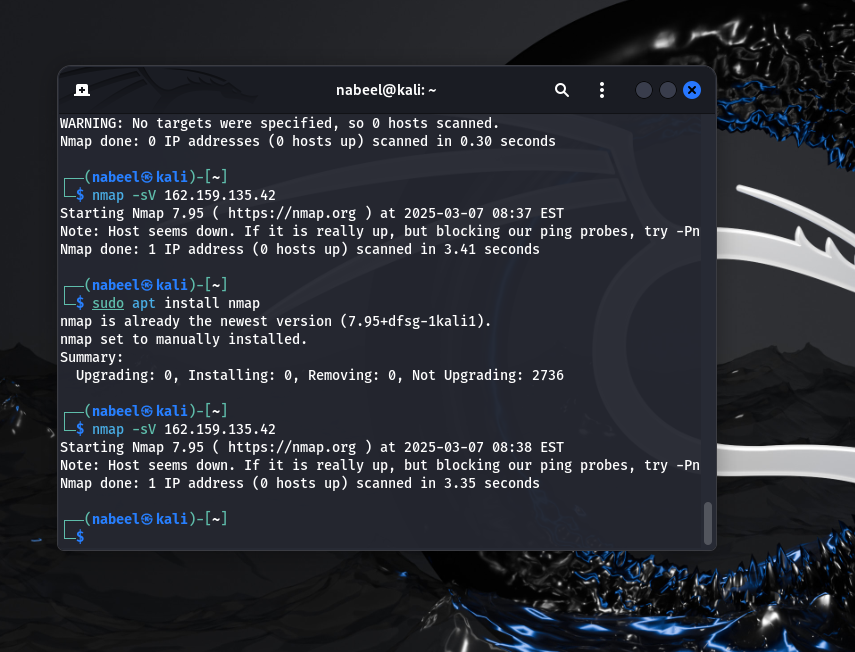 nabeel@kali: ~
WARNING: No targets were specified, so 0 hosts scanned.
Nmap done: 0 IP addresses (0 hosts up) scanned in 0.30 seconds
┌──(nabeel㉿kali)-[~]
└─$ nmap -sV 162.159.135.42
Starting Nmap 7.95 ( https://nmap.org ) at 2025-03-07 08:37 EST
Note: Host seems down. If it is really up, but blocking our ping probes, try -Pn
Nmap done: 1 IP address (0 hosts up) scanned in 3.41 seconds
┌──(nabeel㉿kali)-[~]
└─$ sudo apt install nmap
nmap is already the newest version (7.95+dfsg-1kali1).
nmap set to manually installed.
Summary:
  Upgrading: 0, Installing: 0, Removing: 0, Not Upgrading: 2736
┌──(nabeel㉿kali)-[~]
└─$ nmap -sV 162.159.135.42
Starting Nmap 7.95 ( https://nmap.org ) at 2025-03-07 08:38 EST
Note: Host seems down. If it is really up, but blocking our ping probes, try -Pn
Nmap done: 1 IP address (0 hosts up) scanned in 3.35 seconds
┌──(nabeel㉿kali)-[~]
└─$